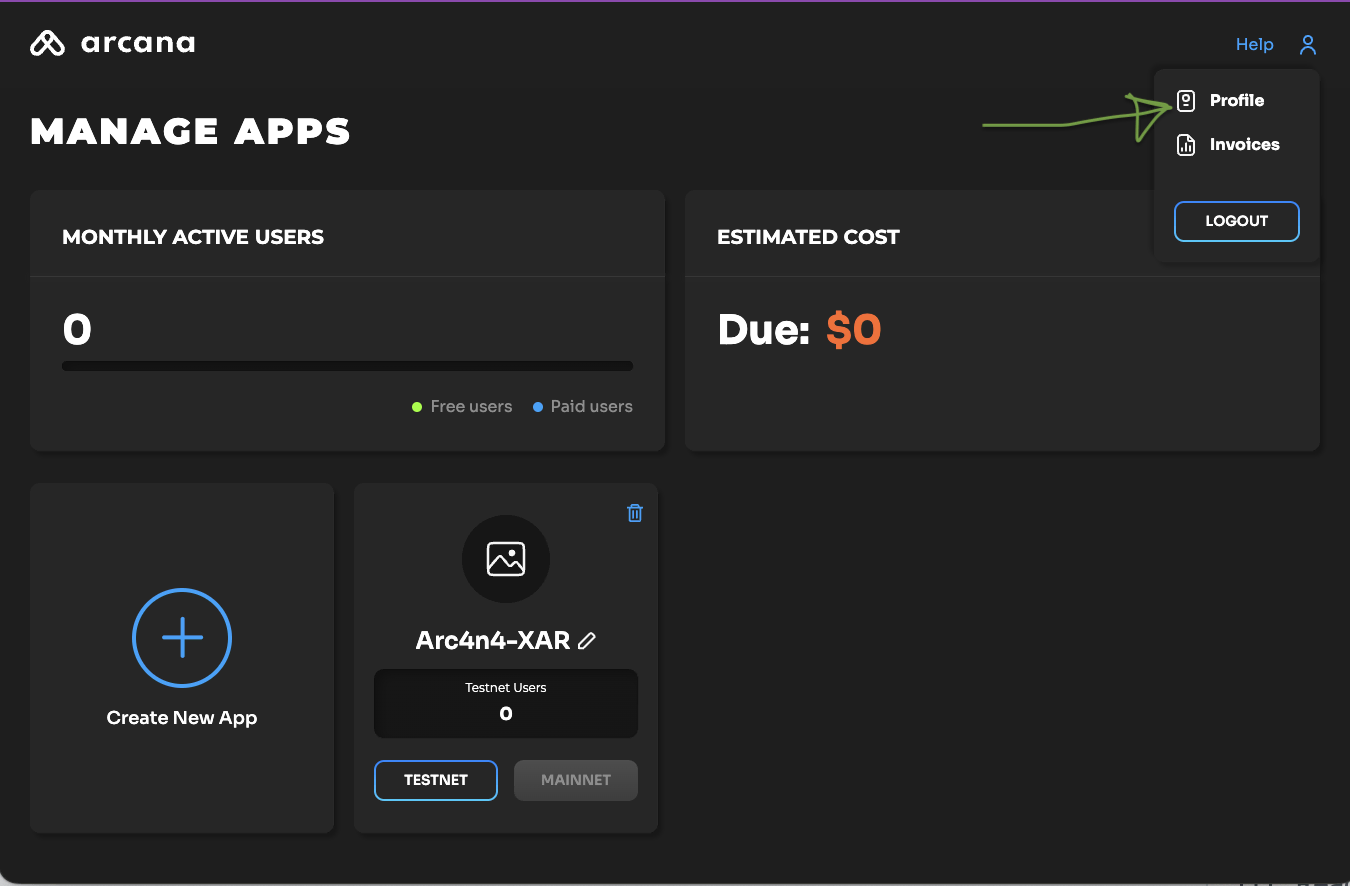 arcana
Help
Profile
Invoices
LOGOUT
MANAGE APPS
MONTHLY ACTIVE USERS
0
Free users
Paid users
ESTIMATED COST
Due: $0
Create New App
Arc4n4-XAR
Testnet Users
0
TESTNET
MAINNET